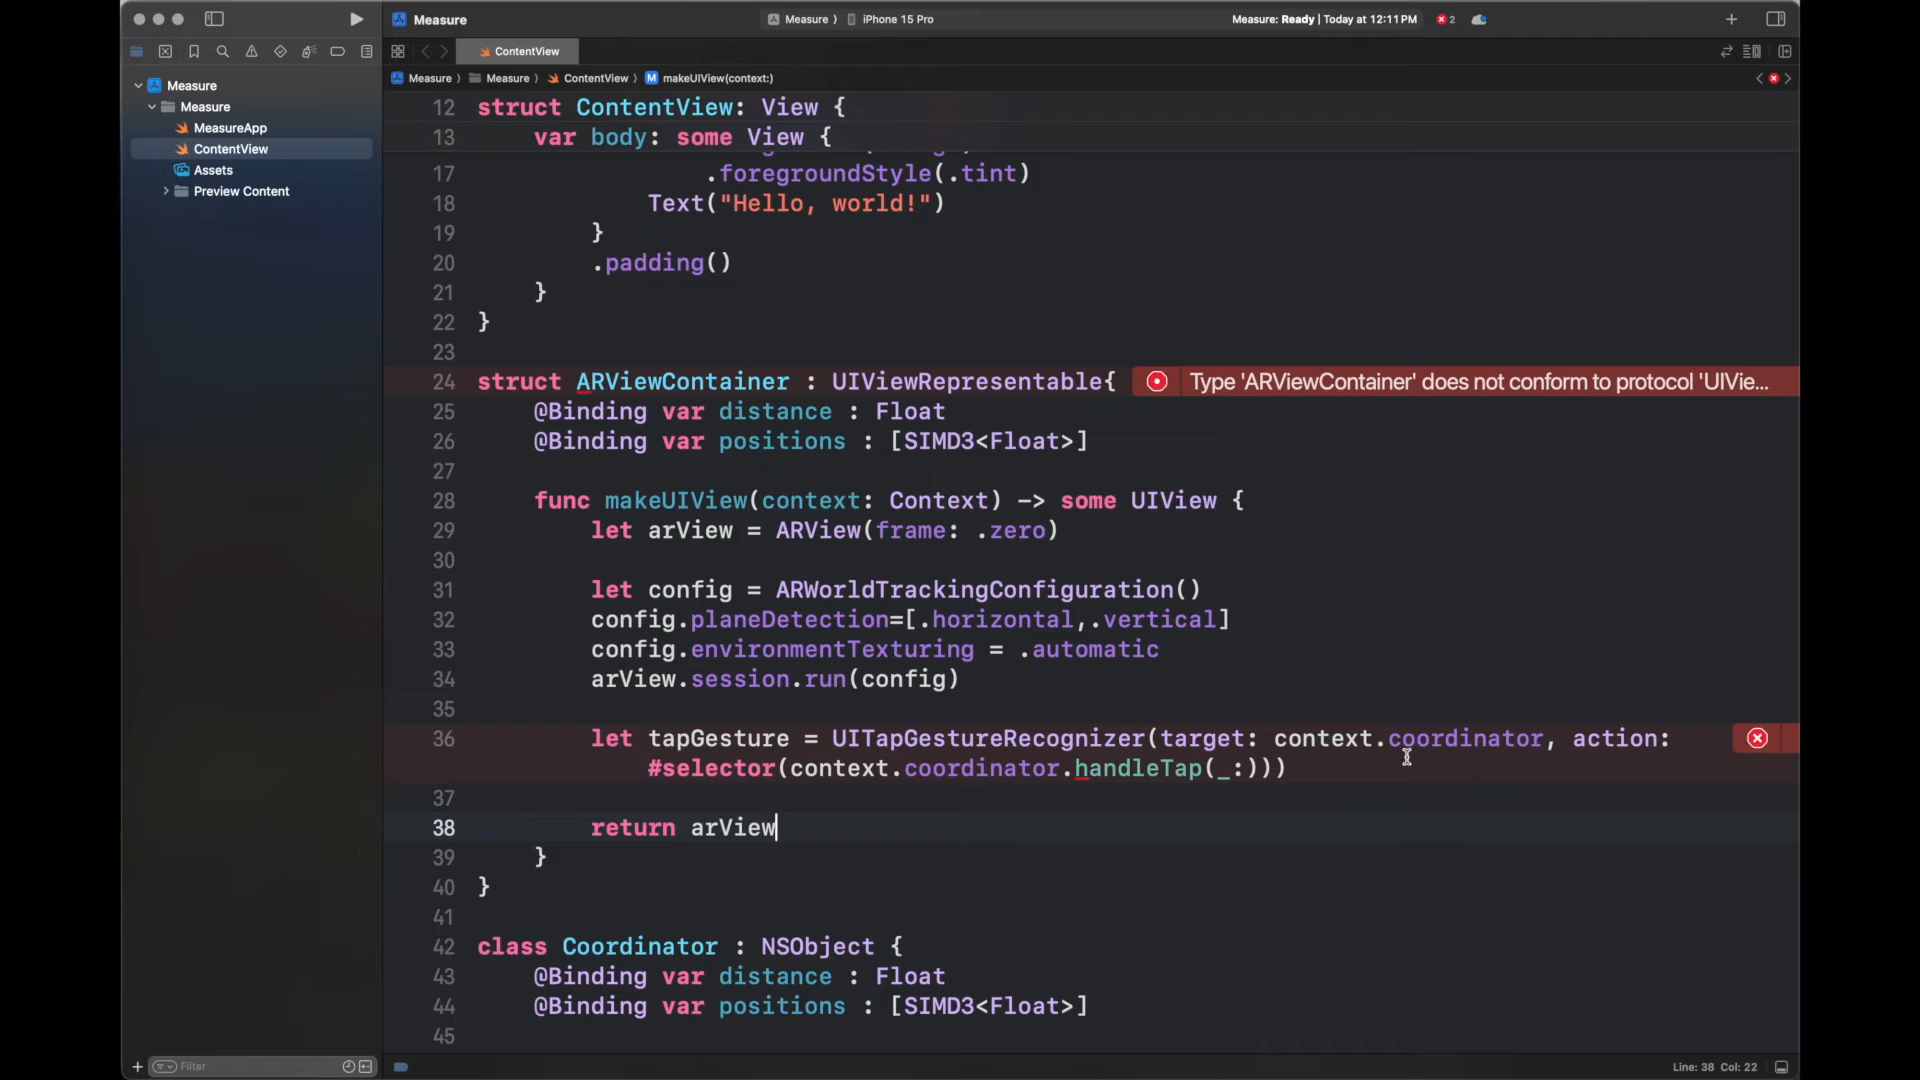 Measure
Measure 〉 iPhone 15 Pro
Measure: Ready | Today at 12:11 PM
2
ContentView
Measure 〉 Measure 〉 ContentView 〉 M makeUIView(context:)
Measure
Measure
MeasureApp
ContentView
Assets
Preview Content
12 struct ContentView: View {
13 var body: some View {
17 .foregroundStyle(.tint)
18 Text("Hello, world!")
19 }
20 .padding()
21 }
22 }
23
24 struct ARViewContainer : UIViewRepresentable{ Type 'ARViewContainer' does not conform to protocol 'UIVie...
25 @Binding var distance : Float
26 @Binding var positions : [SIMD3<Float>]
27
28 func makeUIView(context: Context) -> some UIView {
29 let arView = ARView(frame: .zero)
30
31 let config = ARWorldTrackingConfiguration()
32 config.planeDetection=[.horizontal,.vertical]
33 config.environmentTexturing = .automatic
34 arView.session.run(config)
35
36 let tapGesture = UITapGestureRecognizer(target: context.coordinator, action:
#selector(context.coordinator.handleTap(_:)))
37
38 return arView
39 }
40 }
41
42 class Coordinator : NSObject {
43 @Binding var distance : Float
44 @Binding var positions : [SIMD3<Float>]
45
Filter
Line: 38 Col: 22